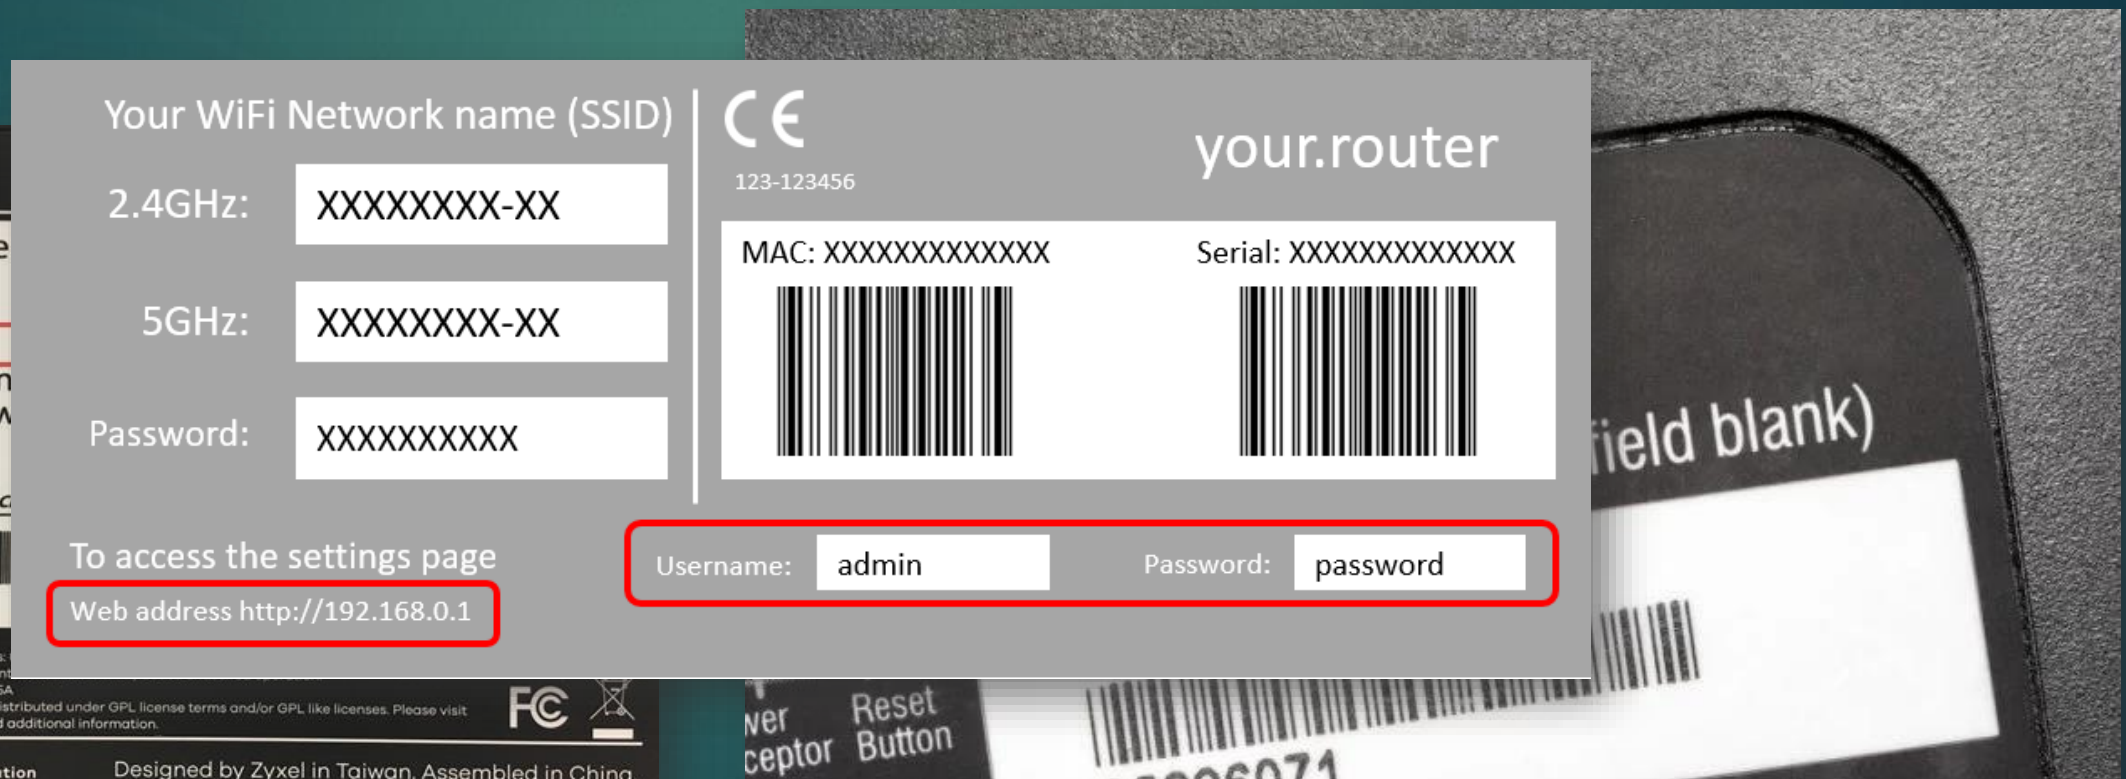 Your WiFi Network name (SSID)
2.4GHz: XXXXXXXX-XX
5GHz: XXXXXXXX-XX
Password: XXXXXXXXXX
To access the settings page
Web address http://192.168.0.1
CE
123-123456
your.router
MAC: XXXXXXXXXXXXX
Serial: XXXXXXXXXXXXX
Username: admin
Password: password
field blank)
Reset
Button
distributed under GPL license terms and/or GPL like licenses. Please visit
additional information.
FC
Designed by Zyxel in Taiwan. Assembled in China